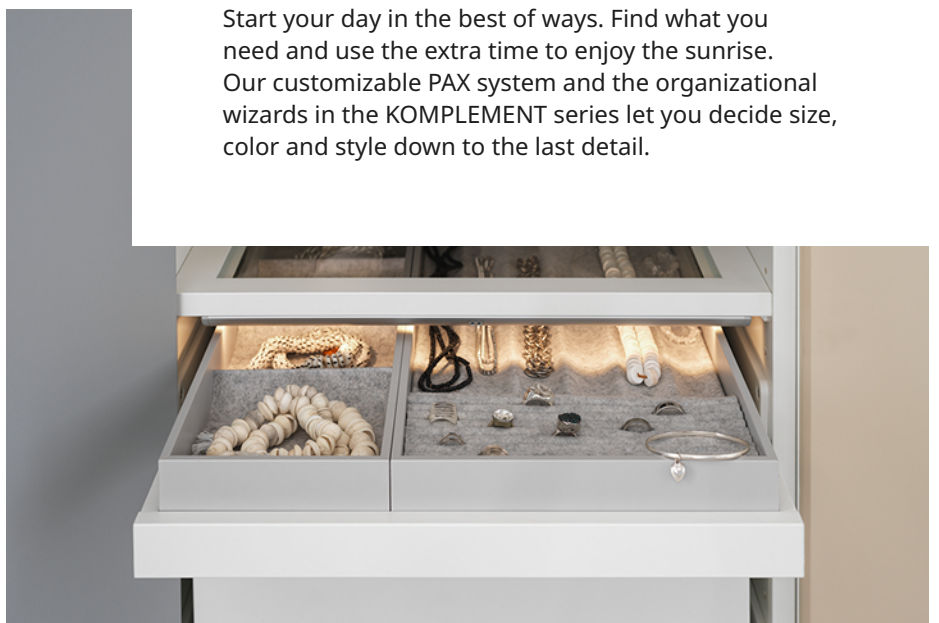 Start your day in the best of ways. Find what you
need and use the extra time to enjoy the sunrise.
Our customizable PAX system and the organizational
wizards in the KOMPLEMENT series let you decide size,
color and style down to the last detail.